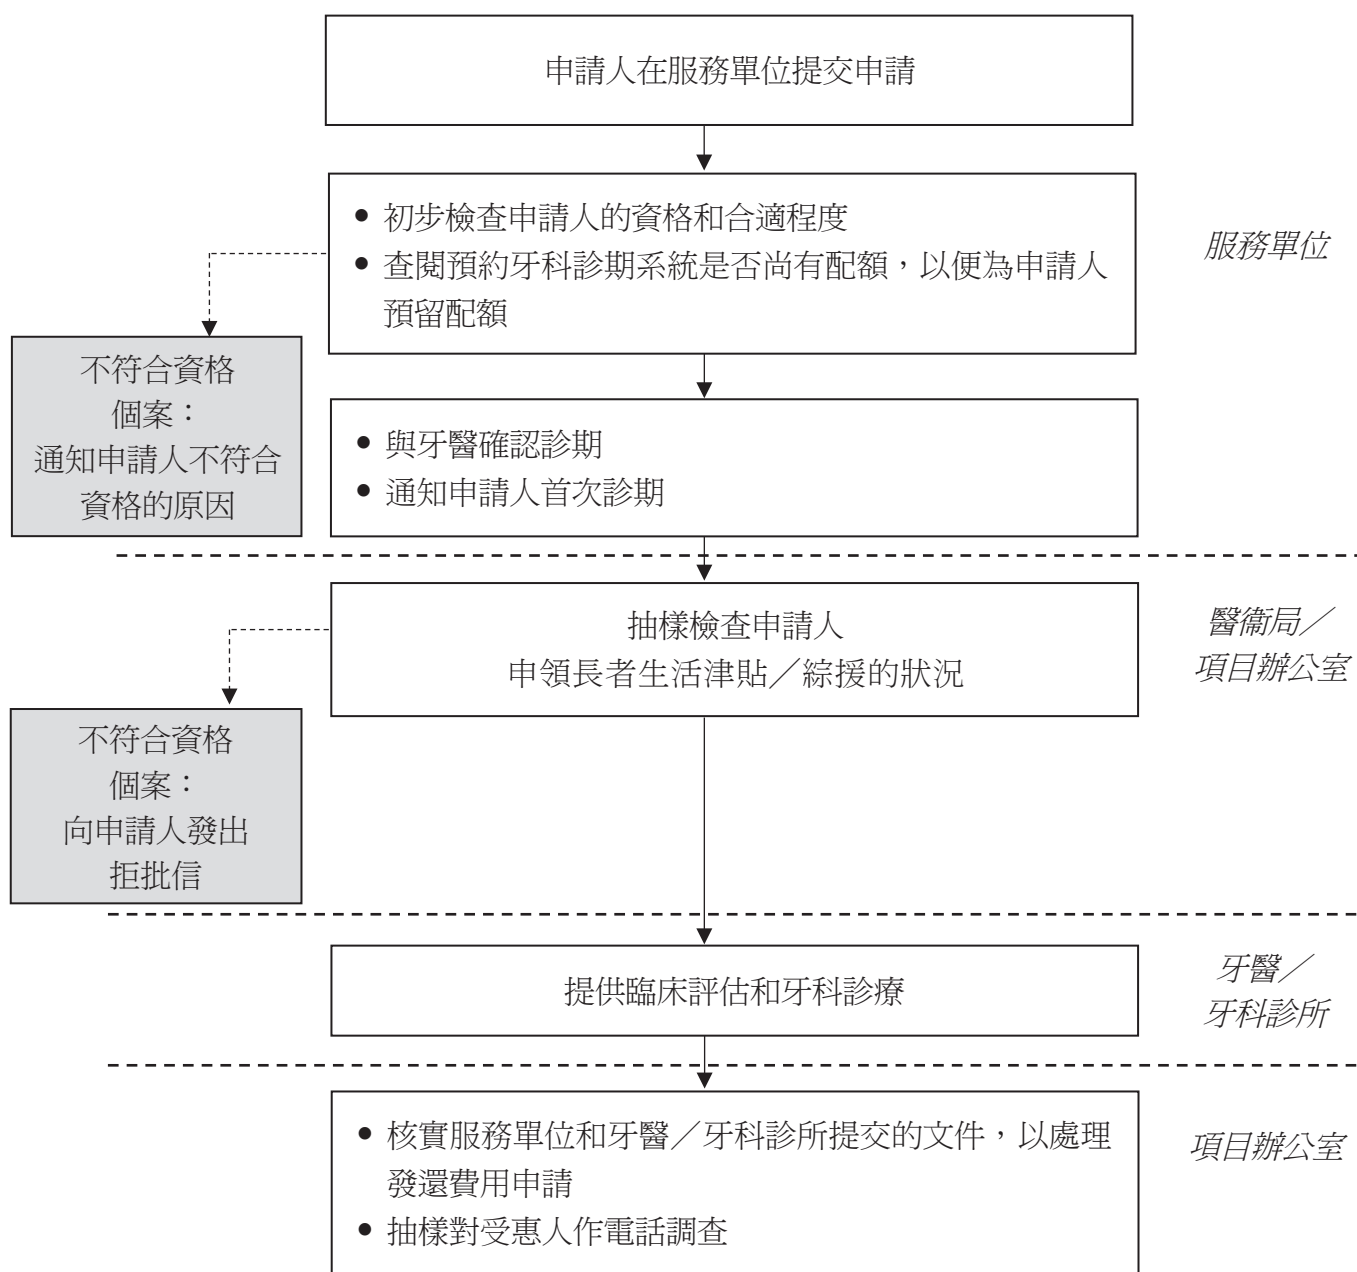 申請人在服務單位提交申請
• 初步檢查申請人的資格和合適程度
• 查閱預約牙科診期系統是否尚有配額，以便為申請人
預留配額
服務單位
不符合資格
個案：
通知申請人不符合
資格的原因
• 與牙醫確認診期
• 通知申請人首次診期
抽樣檢查申請人
申領長者生活津貼／綜援的狀況
醫衞局／
項目辦公室
不符合資格
個案：
向申請人發出
拒批信
提供臨床評估和牙科診療
牙醫／
牙科診所
• 核實服務單位和牙醫／牙科診所提交的文件，以處理
發還費用申請
• 抽樣對受惠人作電話調查
項目辦公室